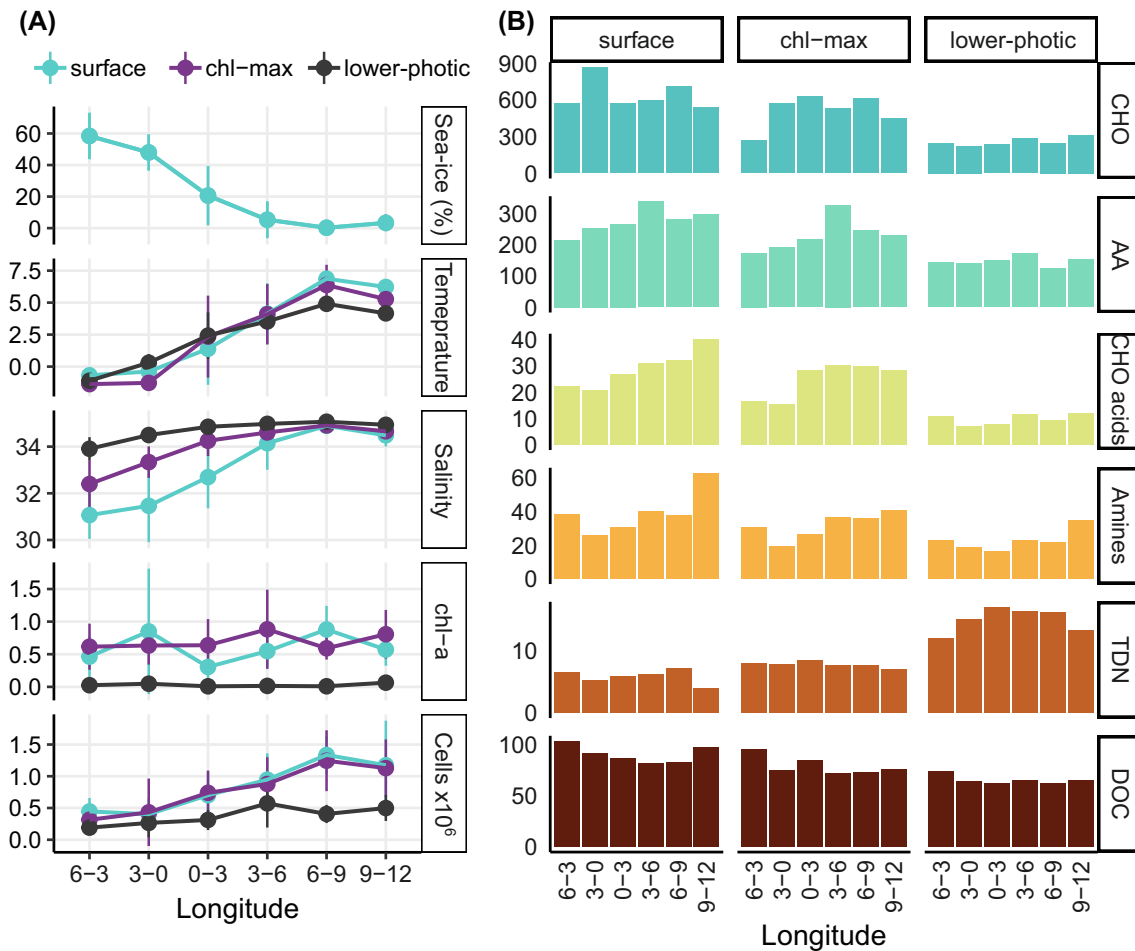 (A)
surface chl−max lower-photic
60
40
20
0
Sea-ice (%)
7.5
5.0
2.5
0.0
Temeprature
34
32
30
Salinity
1.5
1.0
0.5
0.0
chl−a
1.5
1.0
0.5
0.0
Cells x10⁶
6−3 3−0 0−3 3−6 6−9 9−12
Longitude
(B)
surface chl−max lower−photic
900
600
300
0
CHO
300
200
100
0
AA
40
30
20
10
0
CHO acids
60
40
20
0
Amines
10
0
TDN
100
50
0
DOC
6−3 3−0 0−3 3−6 6−9 9−12 6−3 3−0 0−3 3−6 6−9 9−12 6−3 3−0 0−3 3−6 6−9 9−12
Longitude